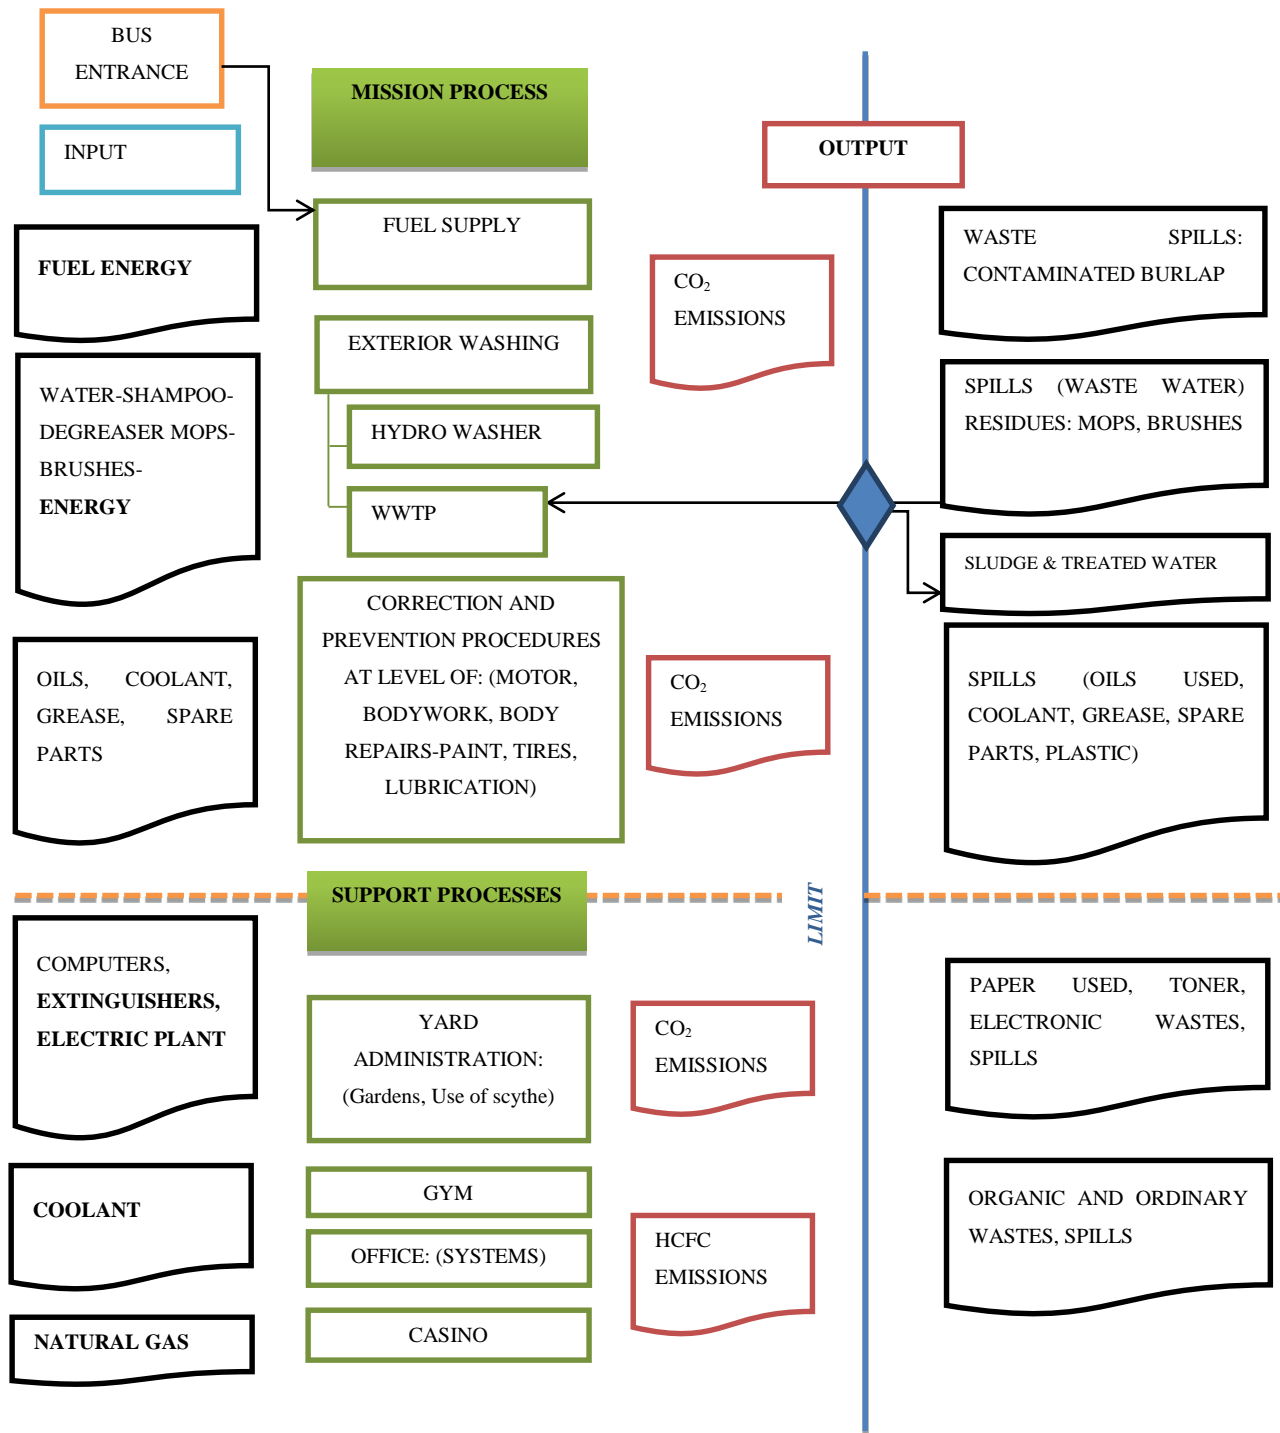 BUS
ENTRANCE
MISSION PROCESS
INPUT
OUTPUT
FUEL SUPPLY
FUEL ENERGY
CO₂
EMISSIONS
WASTE SPILLS:
CONTAMINATED BURLAP
EXTERIOR WASHING
WATER-SHAMPOO-
DEGREASER MOPS-
BRUSHES-
ENERGY
HYDRO WASHER
WWTP
SPILLS (WASTE WATER)
RESIDUES: MOPS, BRUSHES
SLUDGE & TREATED WATER
OILS, COOLANT,
GREASE, SPARE
PARTS
CORRECTION AND
PREVENTION PROCEDURES
AT LEVEL OF: (MOTOR,
BODYWORK, BODY
REPAIRS-PAINT, TIRES,
LUBRICATION)
CO₂
EMISSIONS
SPILLS (OILS USED,
COOLANT, GREASE, SPARE
PARTS, PLASTIC)
SUPPORT PROCESSES
LIMIT
COMPUTERS,
EXTINGUISHERS,
ELECTRIC PLANT
YARD
ADMINISTRATION:
(Gardens, Use of scythe)
CO₂
EMISSIONS
PAPER USED, TONER,
ELECTRONIC WASTES,
SPILLS
COOLANT
GYM
OFFICE: (SYSTEMS)
HCFC
EMISSIONS
ORGANIC AND ORDINARY
WASTES, SPILLS
NATURAL GAS
CASINO